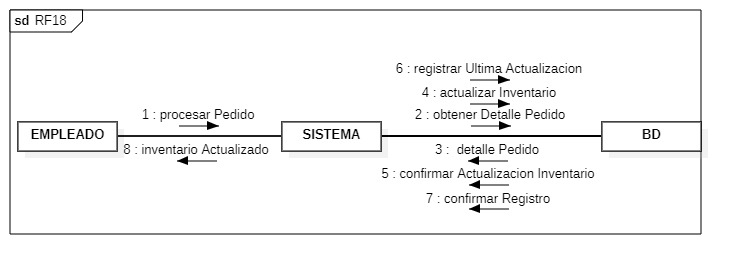 sd RF18
6 : registrar Ultima Actualizacion
4 : actualizar Inventario
1 : procesar Pedido
2 : obtener Detalle Pedido
EMPLEADO
SISTEMA
BD
8 : inventario Actualizado
3 : detalle Pedido
5 : confirmar Actualizacion Inventario
7 : confirmar Registro